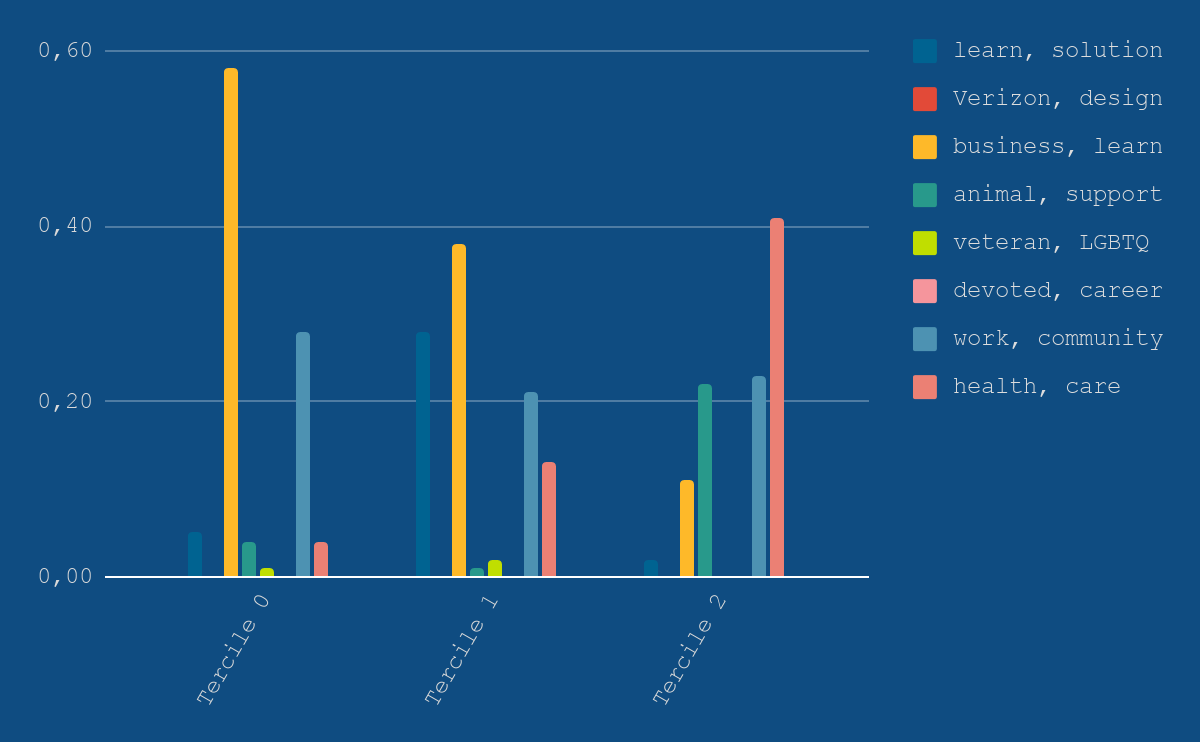 0,60
0,40
0,20
0,00
Tercile 0
Tercile 1
Tercile 2
learn, solution
Verizon, design
business, learn
animal, support
veteran, LGBTQ
devoted, career
work, community
health, care